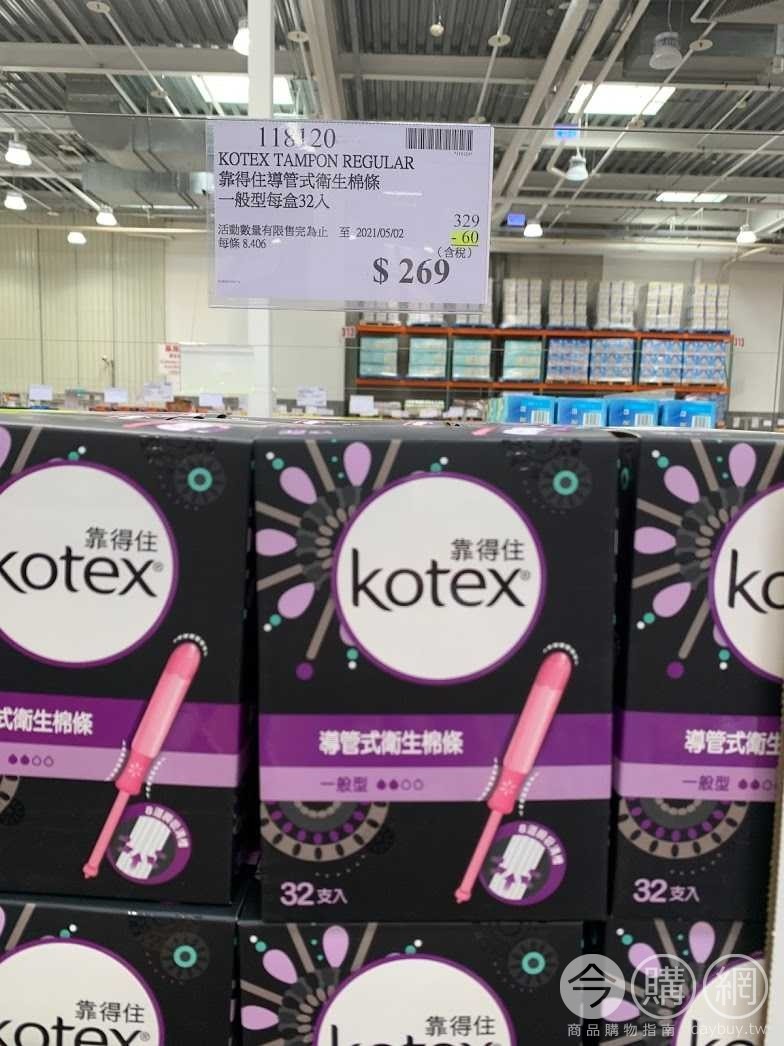 118120
KOTEX TAMPON REGULAR
靠得住導管式衛生棉條
一般型每盒32入
329
活動數量有限售完為止 至 2021/05/02
- 60
每條 8.406
(含稅)
$ 269
313
313
靠得住
kotex®
式衛生棉條
靠得住
kotex®
導管式衛生棉條
一般型
32支入
ko
導管式衛生
一般型
32支入
靠得住
kotex
靠得住
kotex
今購網
商品購物指南 daybuy.tw